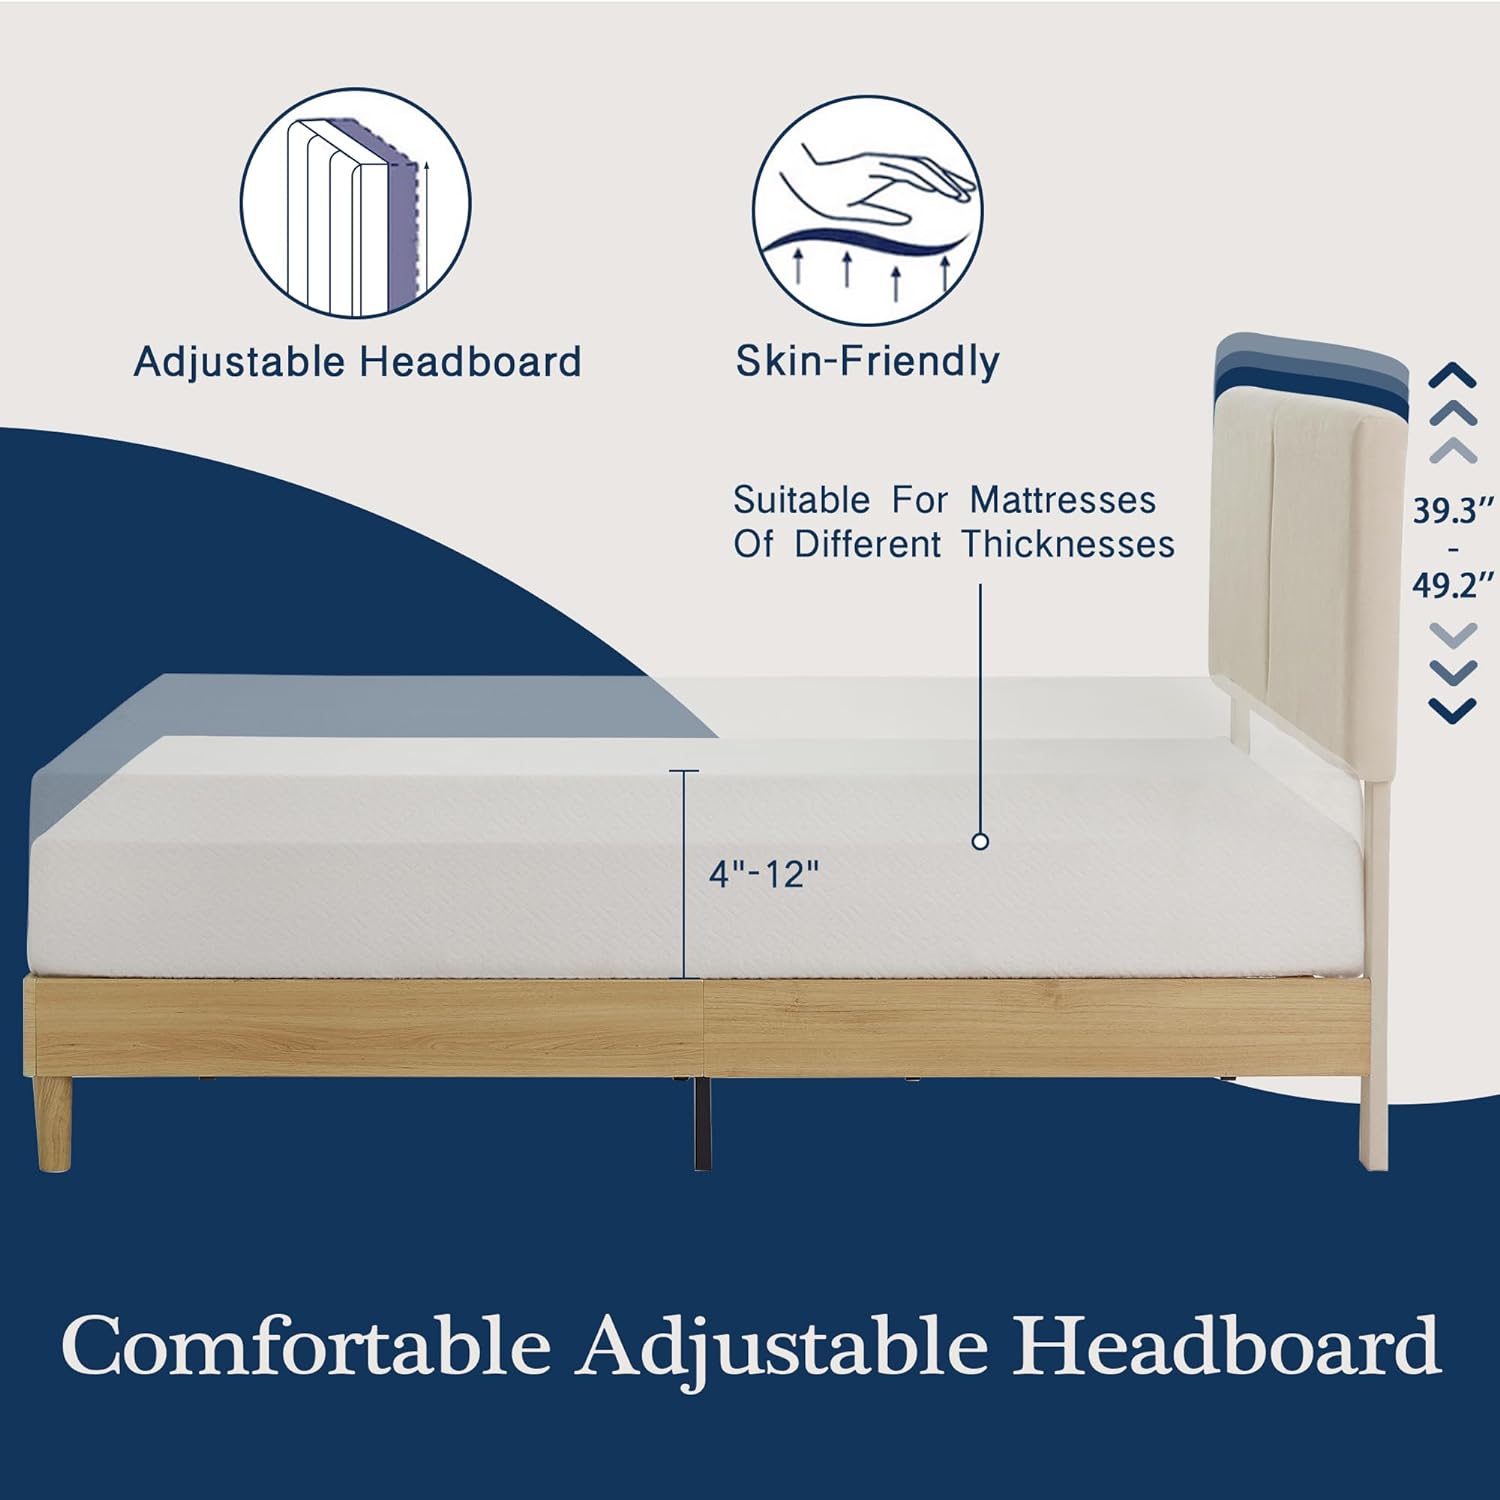 Adjustable Headboard
Skin-Friendly
Suitable For Mattresses
Of Different Thicknesses
39.3″
-
49.2″
4"-12"
Comfortable Adjustable Headboard